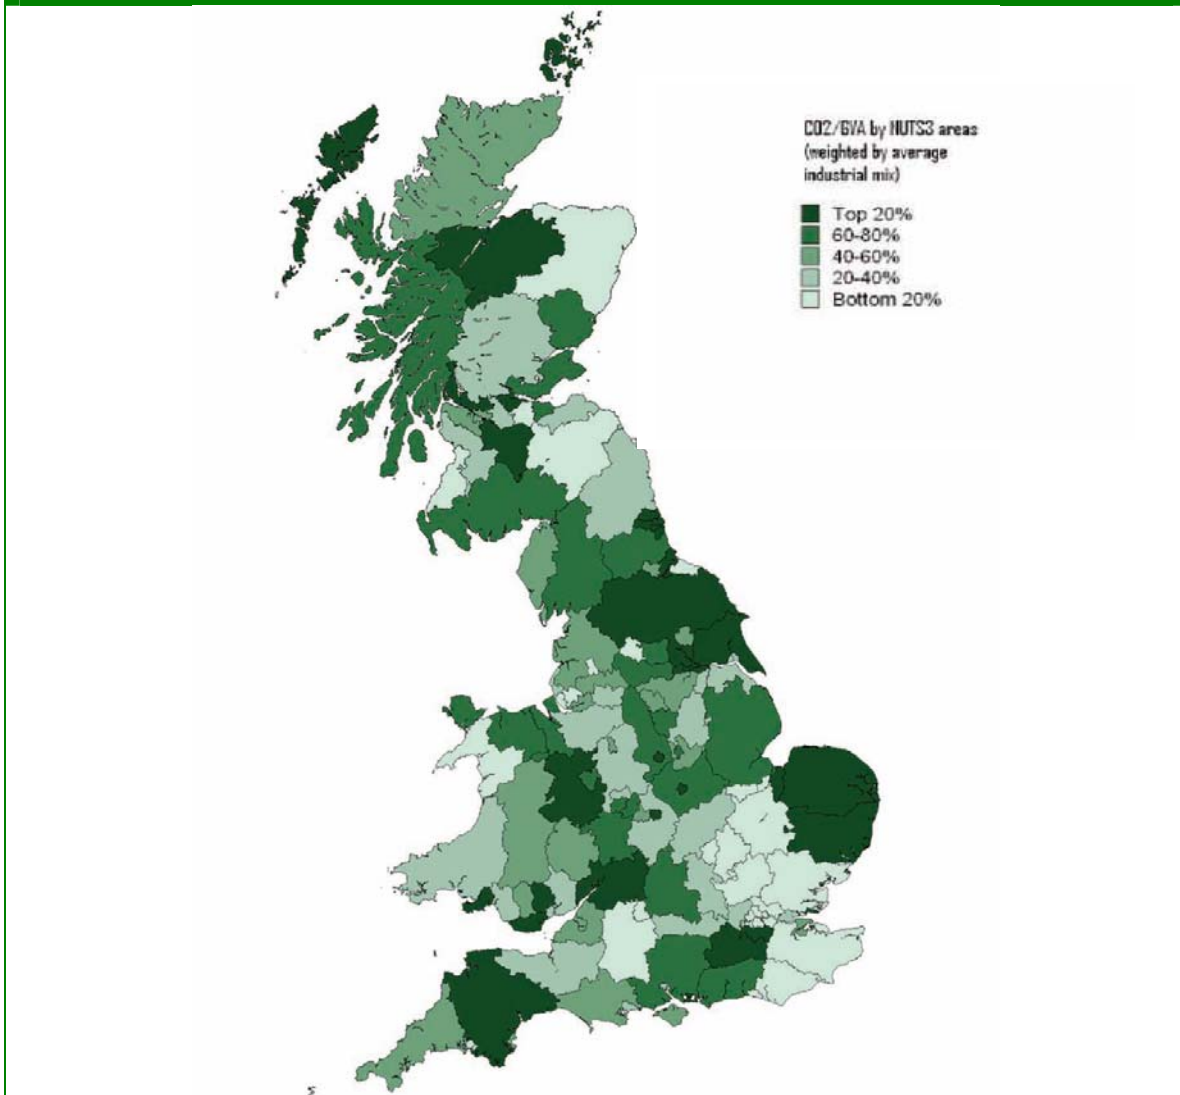 CO2/GVA by NUTS3 areas
(weighted by average
industrial mix)
Top 20%
60-80%
40-60%
20-40%
Bottom 20%